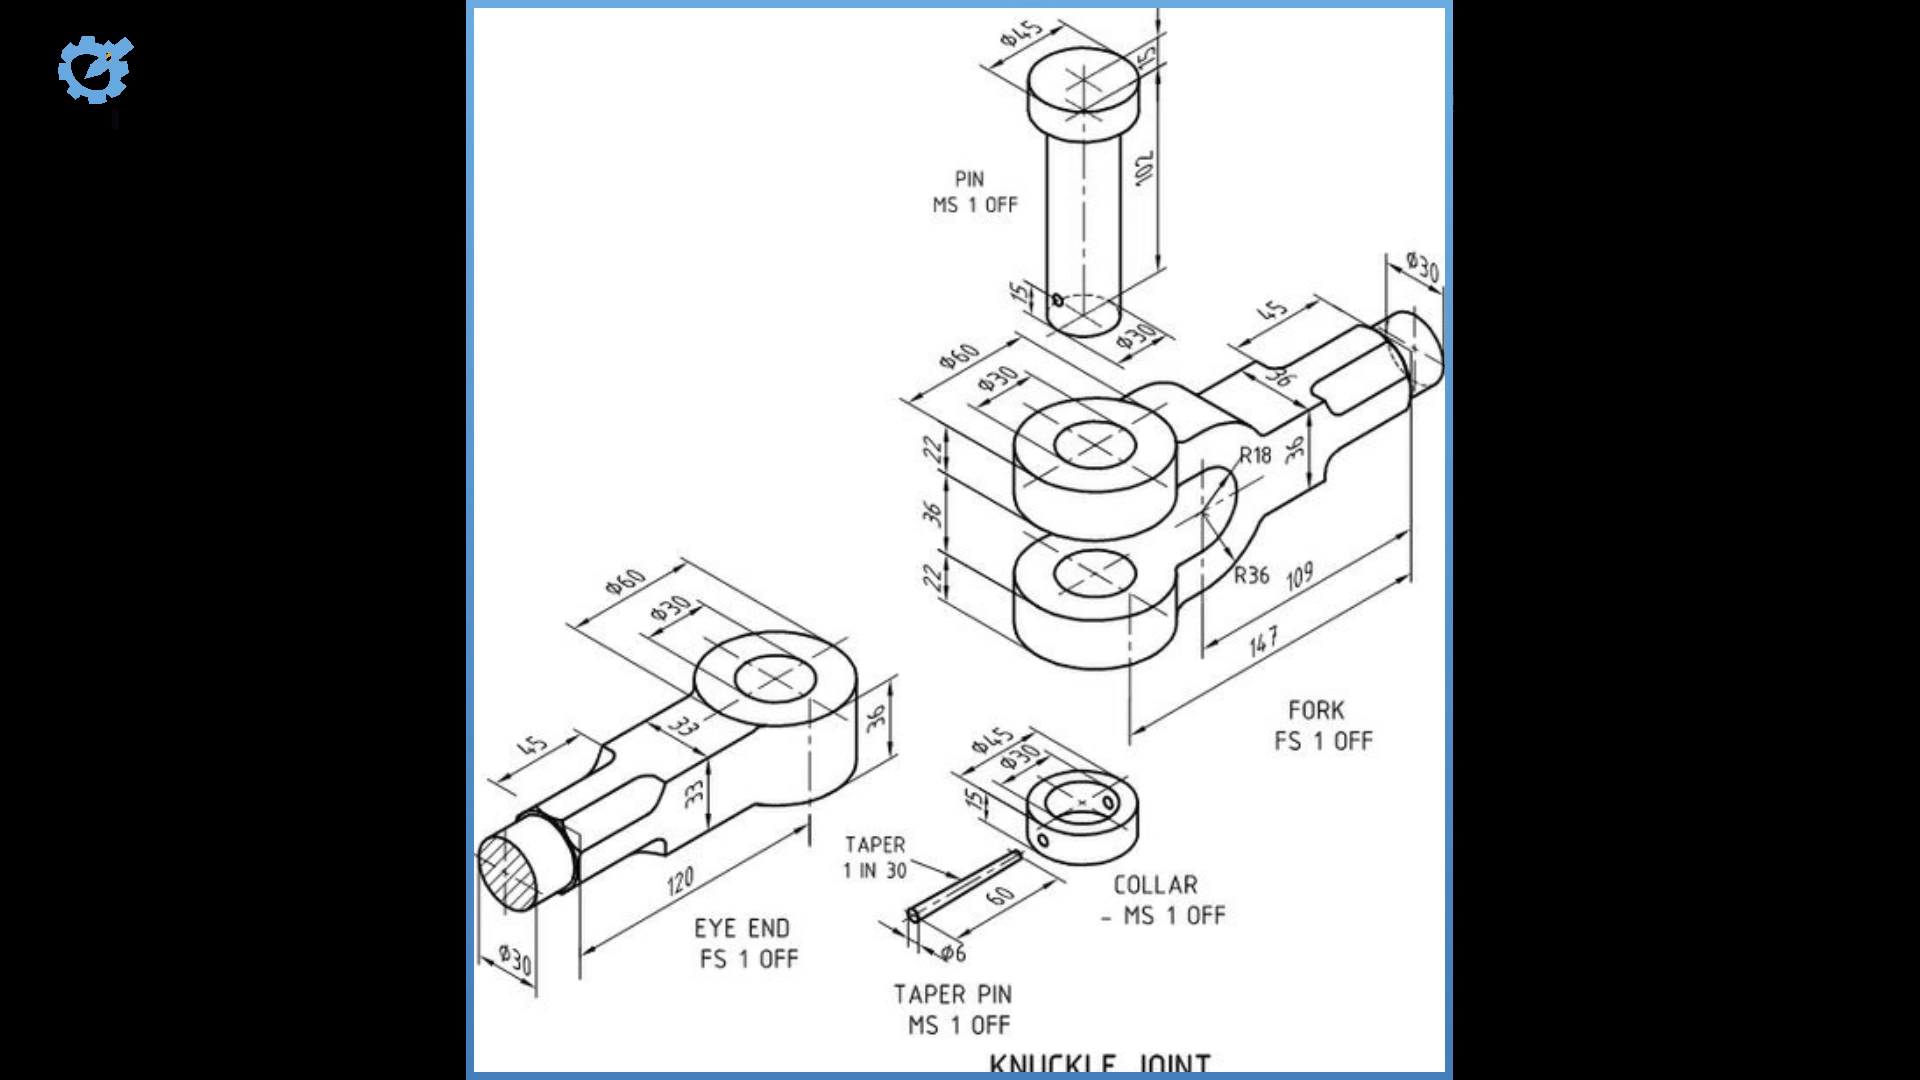 Ø45
15
102
PIN
MS 1 OFF
15
Ø30
Ø30
45
36
Ø60
Ø30
22
36
22
R18
36
R36
109
147
FORK
FS 1 OFF
Ø60
Ø30
33
36
45
33
120
Ø30
EYE END
FS 1 OFF
Ø45
Ø30
15
TAPER
1 IN 30
60
Ø6
COLLAR
- MS 1 OFF
TAPER PIN
MS 1 OFF
KNUCKLE JOINT